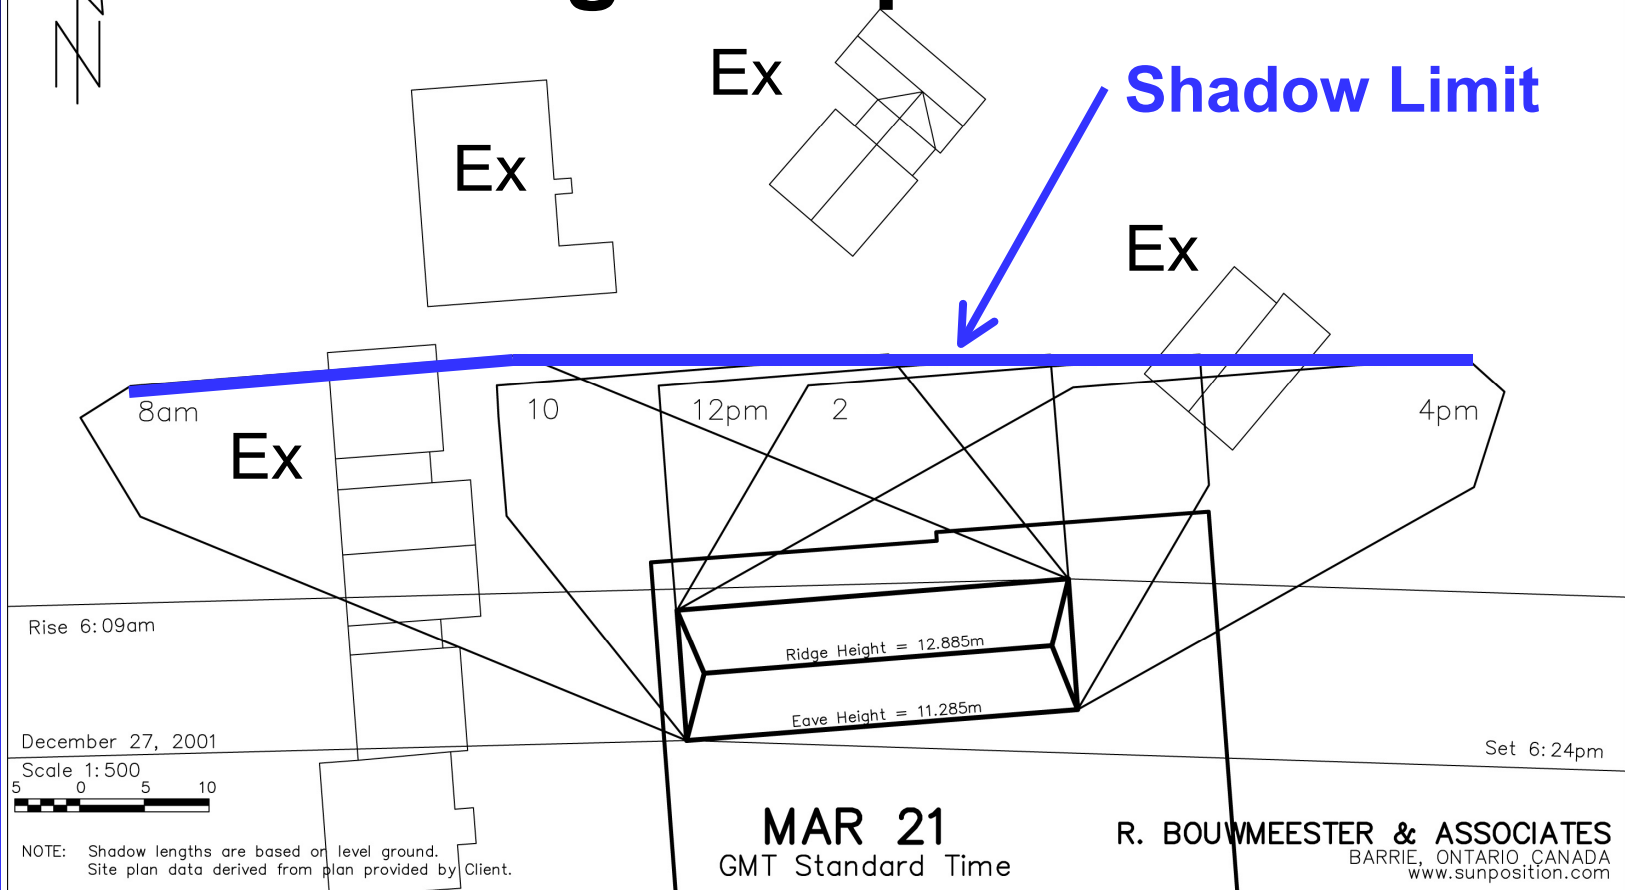 N
Ex
Shadow Limit
Ex
Ex
8am
10
12pm
2
4pm
Ex
Rise 6:09am
Ridge Height = 12.885m
Eave Height = 11.285m
December 27, 2001
Set 6:24pm
Scale 1:500
5 0 5 10
MAR 21
GMT Standard Time
R. BOUWMEESTER & ASSOCIATES
BARRIE, ONTARIO CANADA
www.sunposition.com
NOTE: Shadow lengths are based on level ground.
Site plan data derived from plan provided by Client.